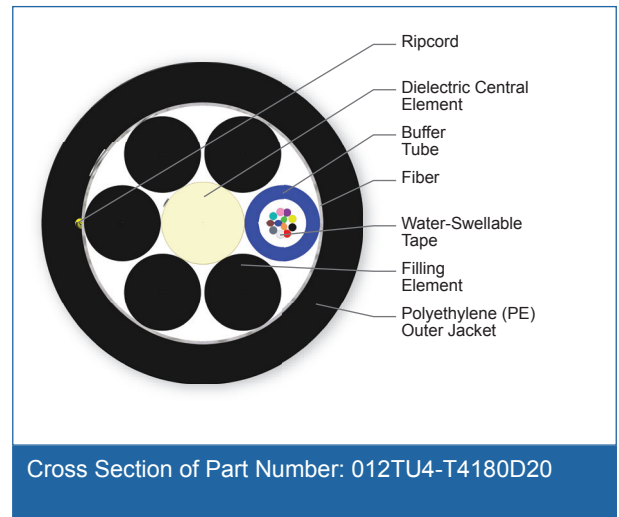 Ripcord
Dielectric Central
Element
Buffer
Tube
Fiber
Water-Swellable
Tape
Filling
Element
Polyethylene (PE)
Outer Jacket
Cross Section of Part Number: 012TU4-T4180D20